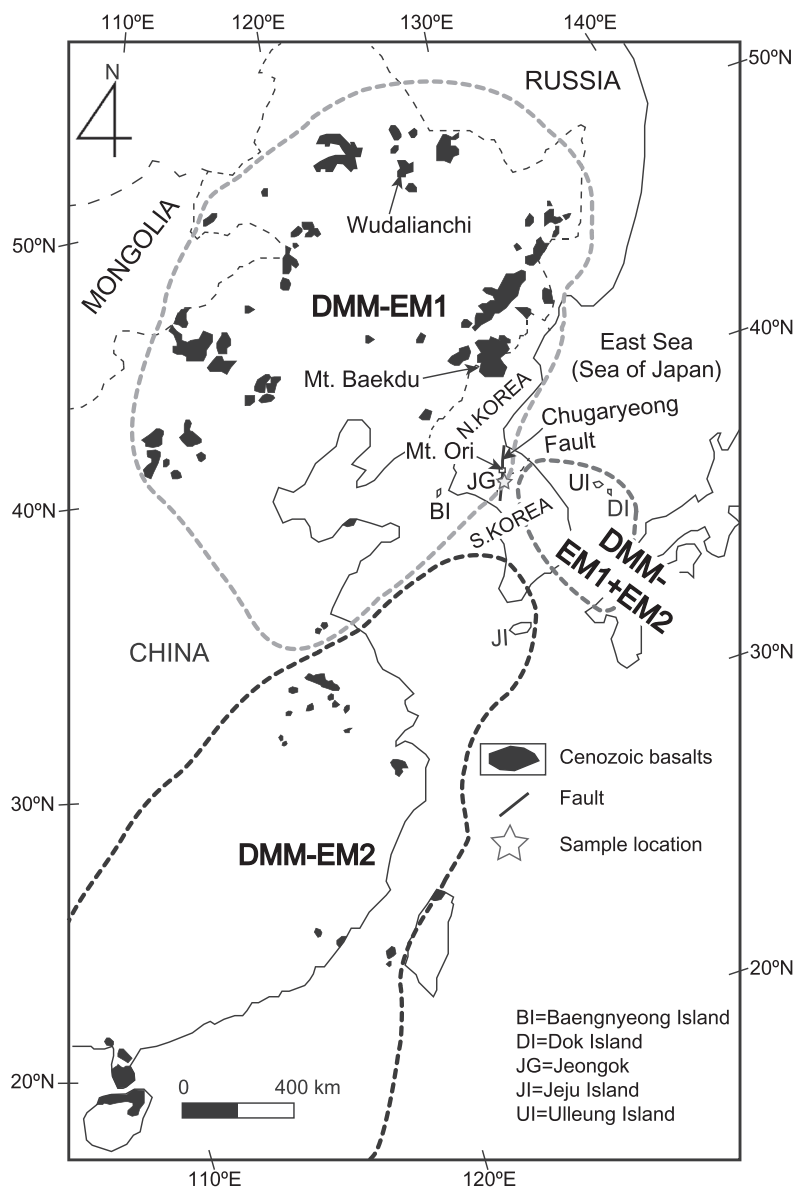 110ºE
120ºE
130ºE
140ºE
50ºN
N
RUSSIA
MONGOLIA
Wudalianchi
50ºN
DMM-EM1
40ºN
East Sea
(Sea of Japan)
Mt. Baekdu
N.KOREA
Chugaryeong
Fault
Mt. Ori
JG
UI
DI
BI
40ºN
S.KOREA
DMM-
EM1+EM2
JI
CHINA
30ºN
Cenozoic basalts
Fault
30ºN
Sample location
DMM-EM2
20ºN
BI=Baengnyeong Island
DI=Dok Island
JG=Jeongok
JI=Jeju Island
UI=Ulleung Island
20ºN
0
400 km
110ºE
120ºE